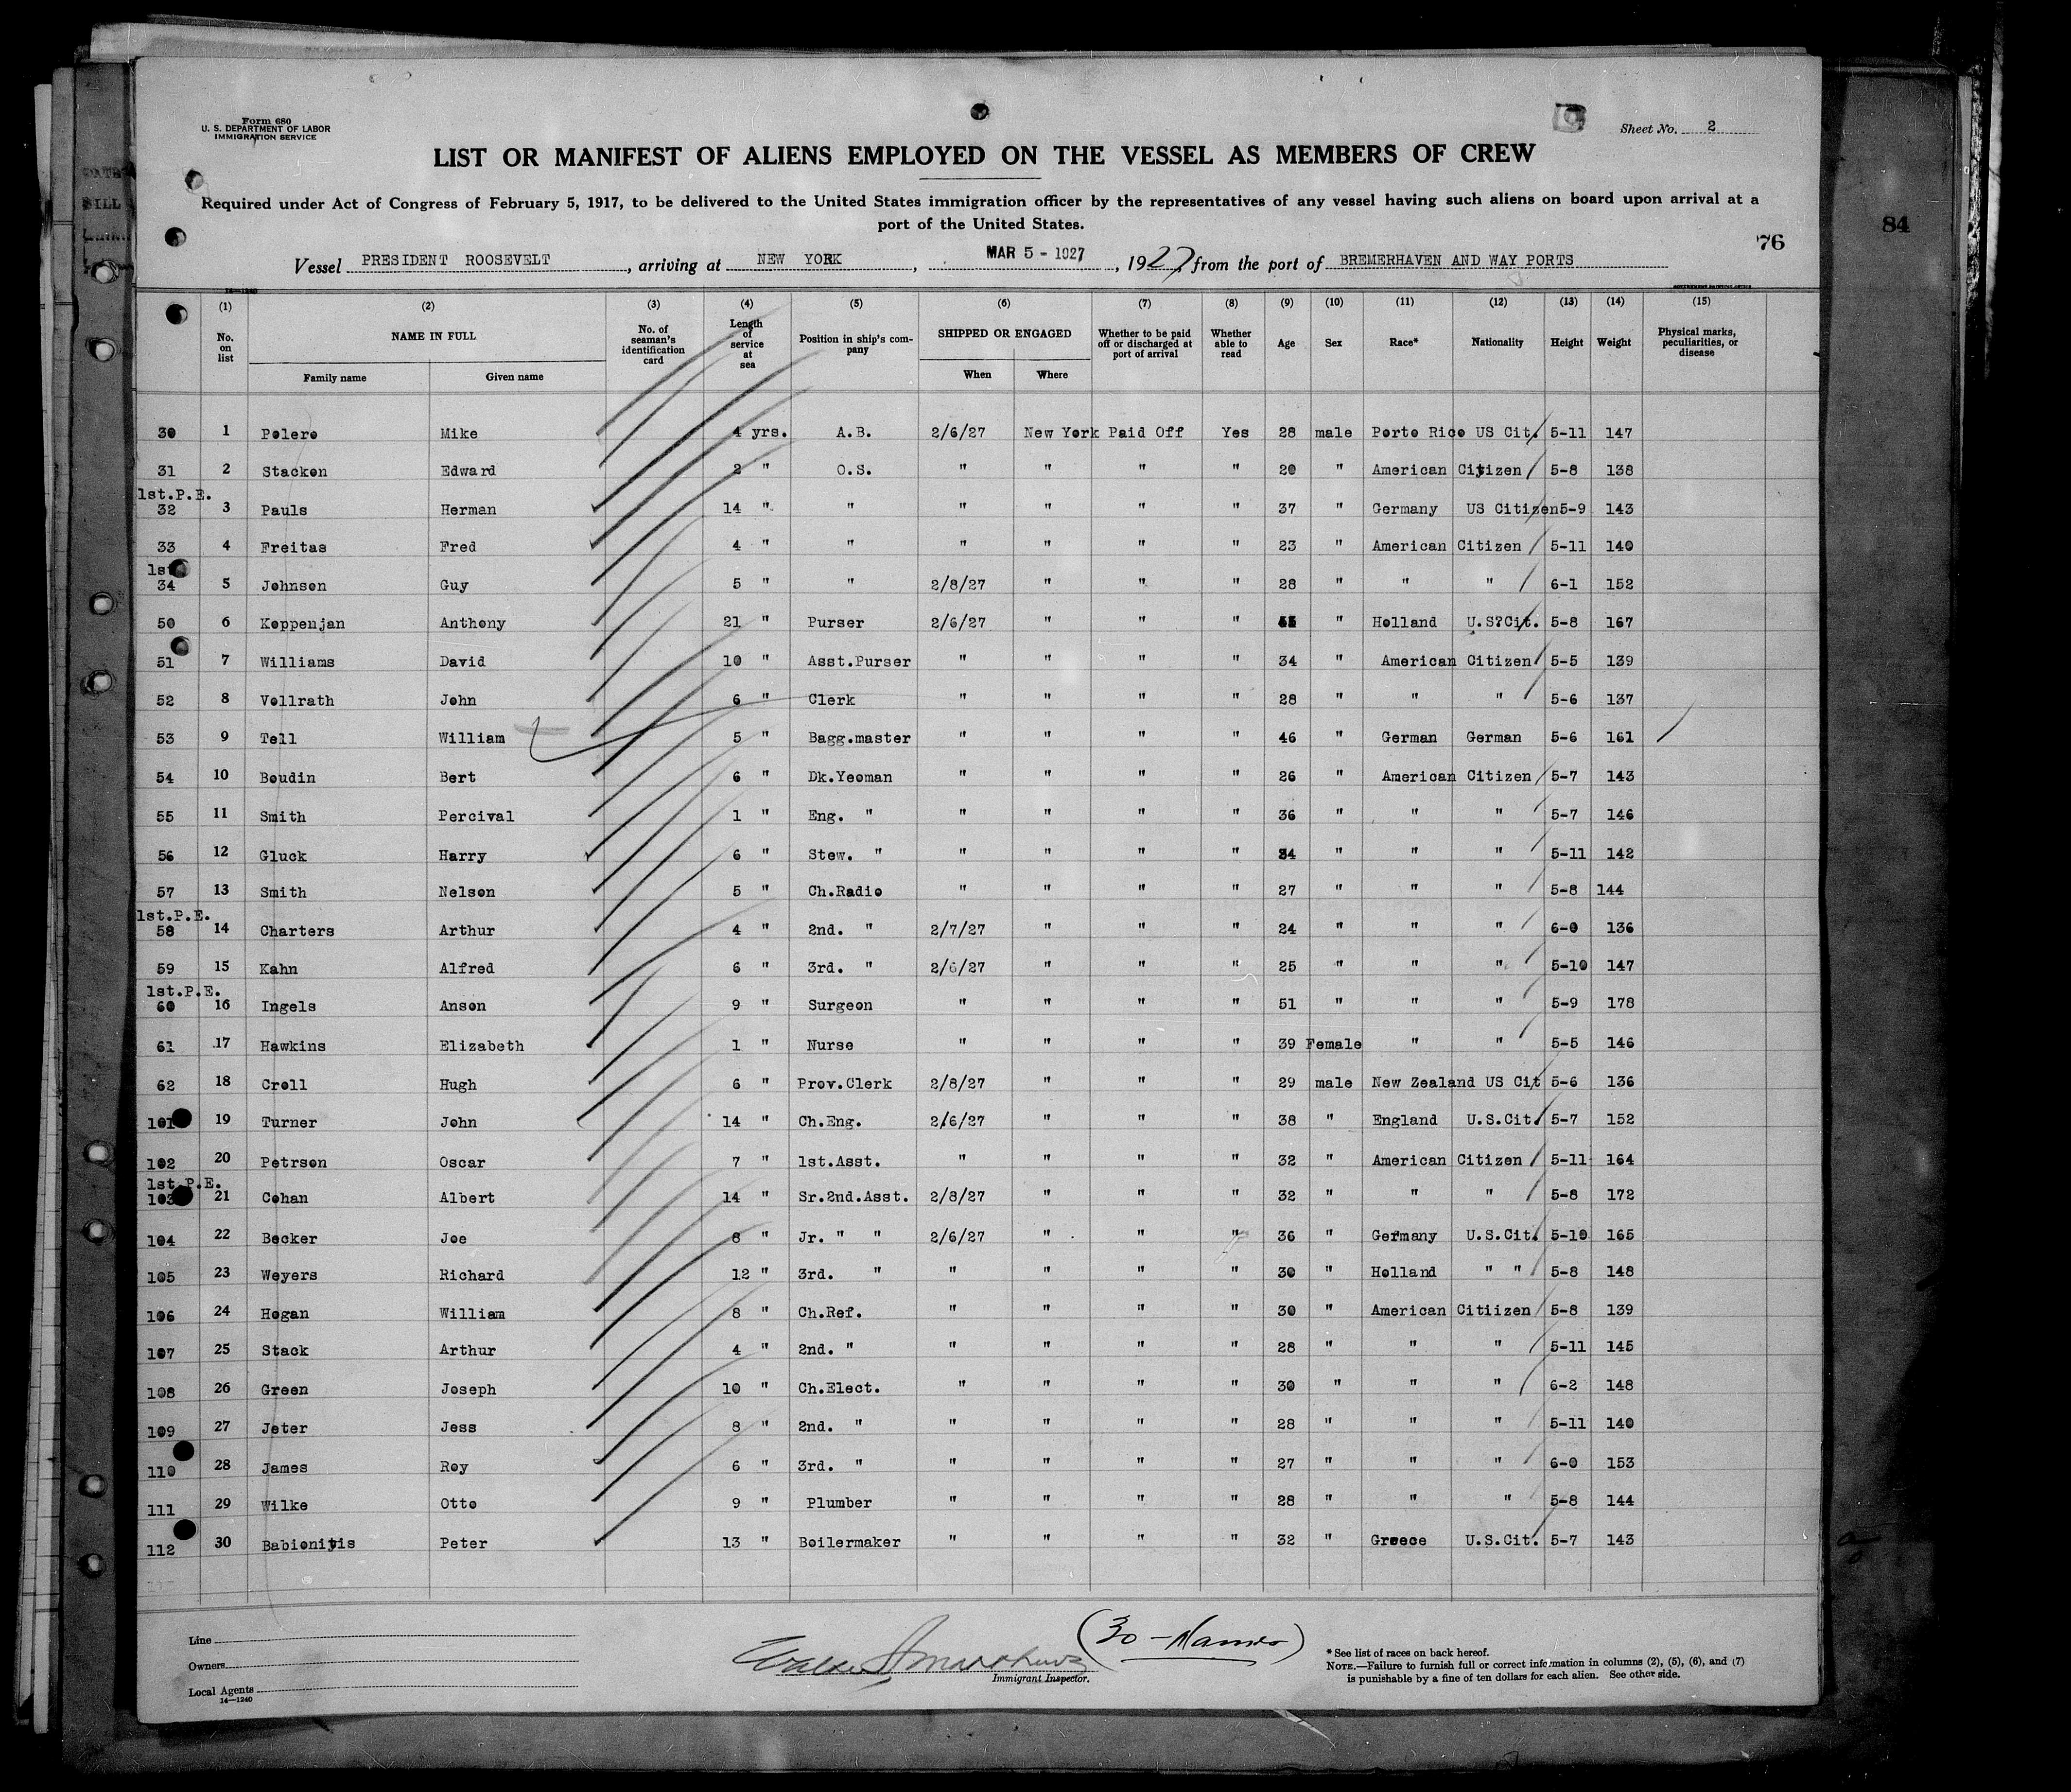 Form 680
U. S. DEPARTMENT OF LABOR
IMMIGRATION SERVICE
Sheet No. 2
LIST OR MANIFEST OF ALIENS EMPLOYED ON THE VESSEL AS MEMBERS OF CREW
Required under Act of Congress of February 5, 1917, to be delivered to the United States immigration officer by the representatives of any vessel having such aliens on board upon arrival at a
port of the United States.
84
76
Vessel PRESIDENT ROOSEVELT, arriving at NEW YORK, MAR 5 - 1927, 1927, from the port of BREMERHAVEN AND WAY PORTS
14—1240
(1) (2) (3) (4) (5) (6) (7) (8) (9) (10) (11) (12) (13) (14) (15)
No. on list NAME IN FULL Family name Given name No. of seaman's identification card Length of service at sea Position in ship's company SHIPPED OR ENGAGED When Where Whether to be paid off or discharged at port of arrival Whether able to read Age Sex Race* Nationality Height Weight Physical marks, peculiarities, or disease
30 1 Polero Mike 4 yrs. A.B. 2/6/27 New York Paid Off Yes 28 male Porto Rico US Cit. 5-11 147
31 2 Stacken Edward 2 " O.S. " " " " 20 " American Citizen 5-8 138
1st.P.E.
32 3 Pauls Herman 14 " " " " " " 37 " Germany US Citizen 5-9 143
33 4 Freitas Fred 4 " " " " " " 23 " American Citizen 5-11 140
1st
34 5 Johnson Guy 5 " " 2/8/27 " " " 28 " " " 6-1 152
50 6 Koppenjan Anthony 21 " Purser 2/6/27 " " " " Holland U.S?Cit. 5-8 167
51 7 Williams David 10 " Asst.Purser " " " " 34 " American Citizen 5-5 139
52 8 Vollrath John 6 " Clerk " " " " 28 " " " 5-6 137
53 9 Tell William 5 " Bagg.master " " " " 46 " German German 5-6 161
54 10 Boudin Bert 6 " Dk.Yeoman " " " " 26 " American Citizen 5-7 143
55 11 Smith Percival 1 " Eng. " " " " " 36 " " " 5-7 146
56 12 Gluck Harry 6 " Stew. " " " " " 34 " " " 5-11 142
57 13 Smith Nelson 5 " Ch.Radio " " " " 27 " " " 5-8 144
1st.P.E.
58 14 Charters Arthur 4 " 2nd. " 2/7/27 " " " 24 " " " 6-0 136
59 15 Kahn Alfred 6 " 3rd. " 2/6/27 " " " 25 " " " 5-10 147
1st.P.E.
60 16 Ingels Anson 9 " Surgeon " " " " 51 " " " 5-9 178
61 17 Hawkins Elizabeth 1 " Nurse " " " " 39 Female " " 5-5 146
62 18 Croll Hugh 6 " Prov.Clerk 2/8/27 " " " 29 male New Zealand US Cit 5-6 136
101 19 Turner John 14 " Ch.Eng. 2/6/27 " " " 38 " England U.S.Cit. 5-7 152
102 20 Petrson Oscar 7 " 1st.Asst. " " " " 32 " American Citizen 5-11 164
1st.P.E.
103 21 Cohan Albert 14 " Sr.2nd.Asst. 2/8/27 " " " 32 " " " 5-8 172
104 22 Becker Joe 8 " Jr. " " 2/6/27 " " " 36 " Germany U.S.Cit. 5-10 165
105 23 Weyers Richard 12 " 3rd. " " " " " 30 " Holland " " 5-8 148
106 24 Hogan William 8 " Ch.Ref. " " " " 30 " American Citiizen 5-8 139
107 25 Stack Arthur 4 " 2nd. " " " " " 28 " " " 5-11 145
108 26 Green Joseph 10 " Ch.Elect. " " " " 30 " " " 6-2 148
109 27 Jeter Jess 8 " 2nd. " " " " " 28 " " " 5-11 140
110 28 James Roy 6 " 3rd. " " " " " 27 " " " 6-0 153
111 29 Wilke Otto 9 " Plumber " " " " 28 " " " 5-8 144
112 30 Babionitis Peter 13 " Boilermaker " " " " 32 " Greece U.S.Cit. 5-7 143
(30 - Names)
Line
Owners
Local Agents
14—1240
Immigrant Inspector.
* See list of races on back hereof.
NOTE.—Failure to furnish full or correct information in columns (2), (5), (6), and (7)
is punishable by a fine of ten dollars for each alien. See other side.